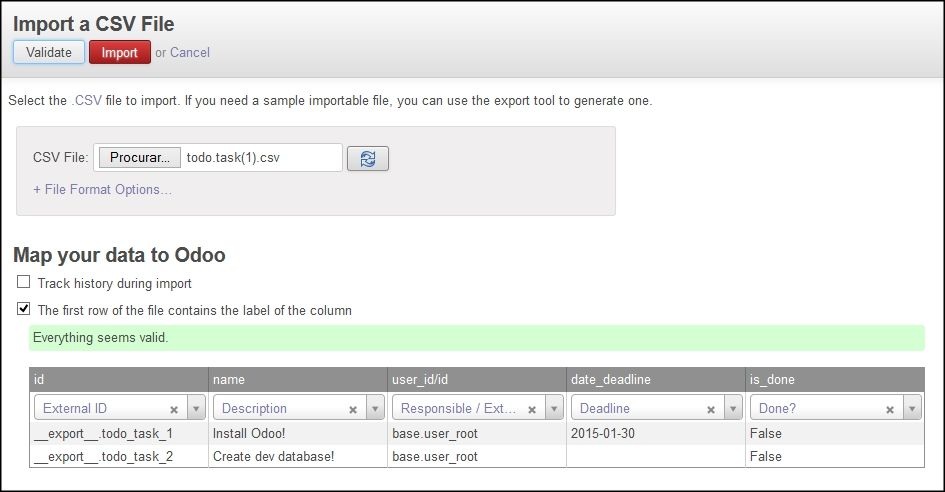 Import a CSV File
Validate Import or Cancel
Select the .CSV file to import. If you need a sample importable file, you can use the export tool to generate one.
CSV File: Procurar... todo.task(1).csv
+ File Format Options…
Map your data to Odoo
Track history during import
The first row of the file contains the label of the column
Everything seems valid.
id name user_id/id date_deadline is_done
External ID Description Responsible / Ext… Deadline Done?
__export__.todo_task_1 Install Odoo! base.user_root 2015-01-30 False
__export__.todo_task_2 Create dev database! base.user_root False